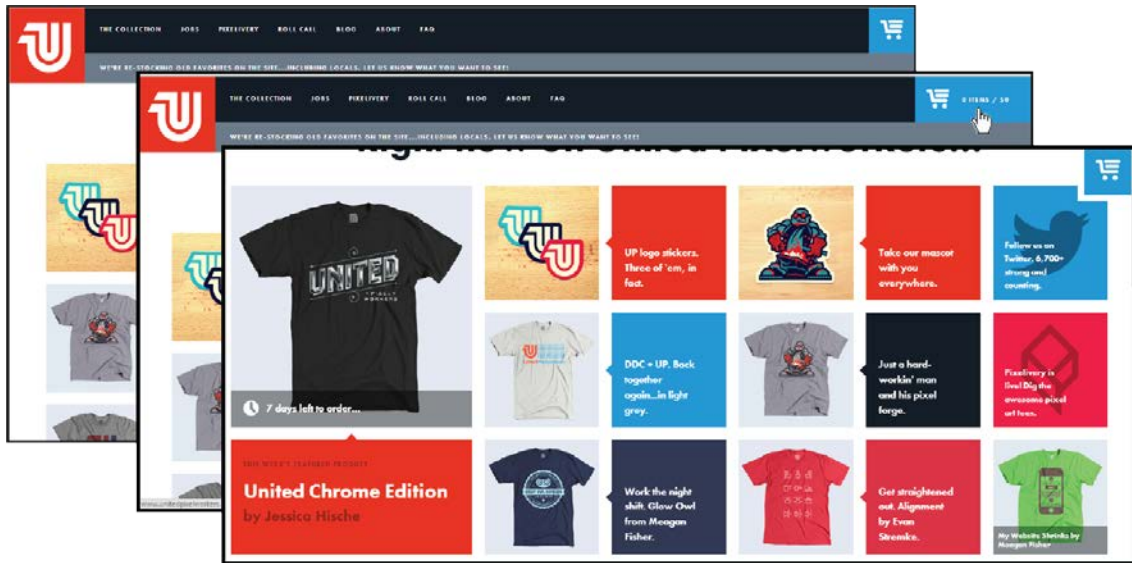 THE COLLECTION JOBS PIXELIVERY ROLL CALL BLOG ABOUT FAQ
WE'RE RE-STOCKING OLD FAVORITES ON THE SITE...INCLUDING LOCALS. LET US KNOW WHAT YOU WANT TO SEE!
THE COLLECTION JOBS PIXELIVERY ROLL CALL BLOG ABOUT FAQ
0 ITEMS / $0
WE'RE RE-STOCKING OLD FAVORITES ON THE SITE...INCLUDING LOCALS. LET US KNOW WHAT YOU WANT TO SEE!
UNITED
PIXELWORKERS
7 days left to order...
THIS WEEK'S FEATURED PRODUCT
United Chrome Edition
by Jessica Hische
UP logo stickers.
Three of 'em, in
fact.
Take our mascot
with you
everywhere.
Follow us on
Twitter. 6,700+
strong and
counting.
DDC + UP. Back
together
again...in light
grey.
Just a hard-
workin' man
and his pixel
forge.
Pixelivery is
live! Dig the
awesome pixel
art tees.
Work the night
shift. Glow Owl
from Meagan
Fisher.
Get straightened
out. Alignment
by Evan
Stremke.
My Website Shrinks by
Meagan Fisher